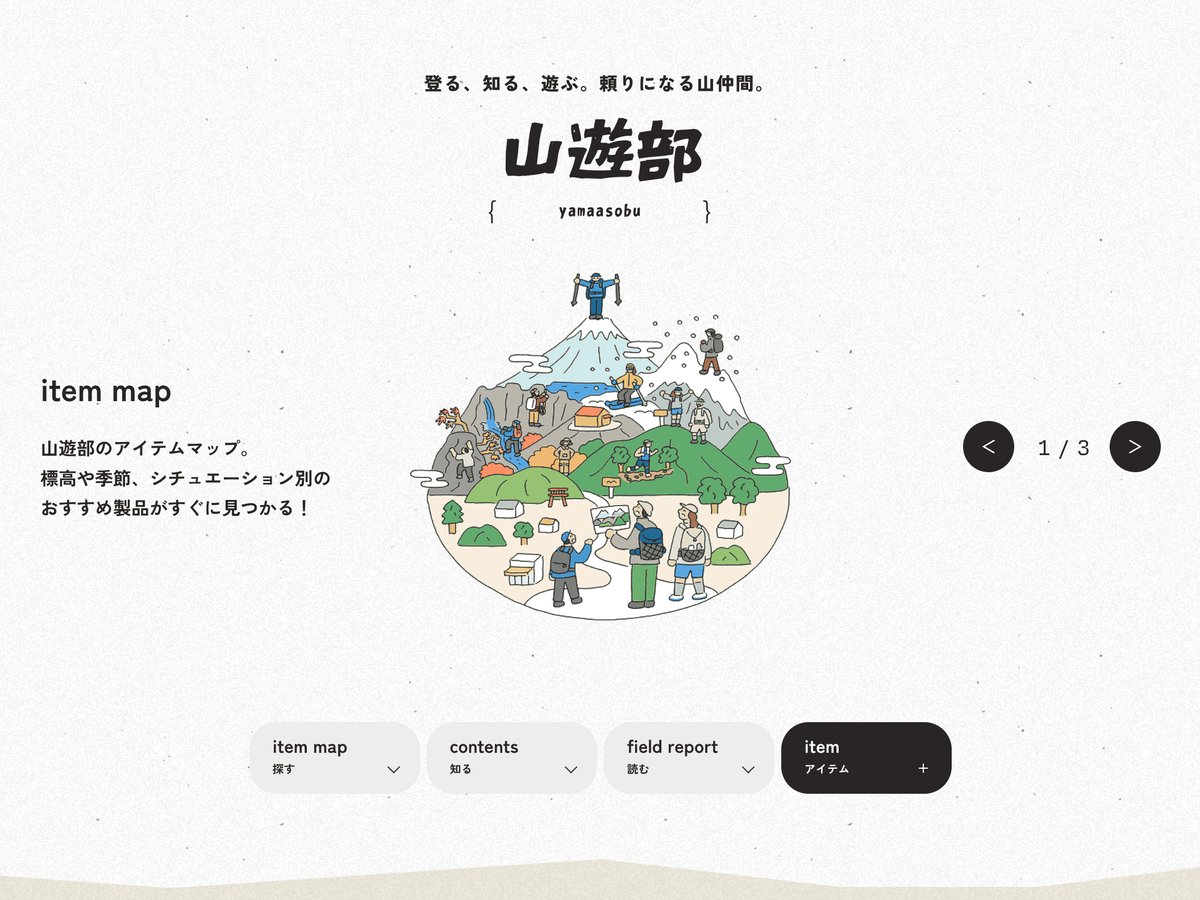 登る、知る、遊ぶ。頼りになる山仲間。
山遊部
{ yamaasobu }
item map
山遊部のアイテムマップ。
標高や季節、シチュエーション別の
おすすめ製品がすぐに見つかる！
< 1 / 3 >
item map
探す
contents
知る
field report
読む
item
アイテム +